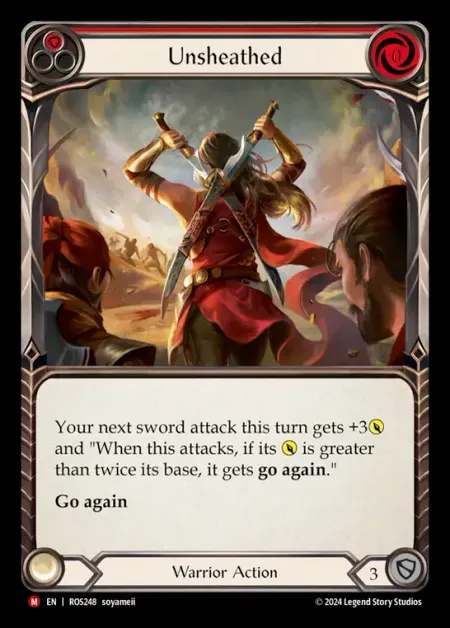 Unsheathed
0
Your next sword attack this turn gets +3
and "When this attacks, if its is greater
than twice its base, it gets go again."
Go again
Warrior Action
3
M EN | ROS248 soyameii
© 2024 Legend Story Studios